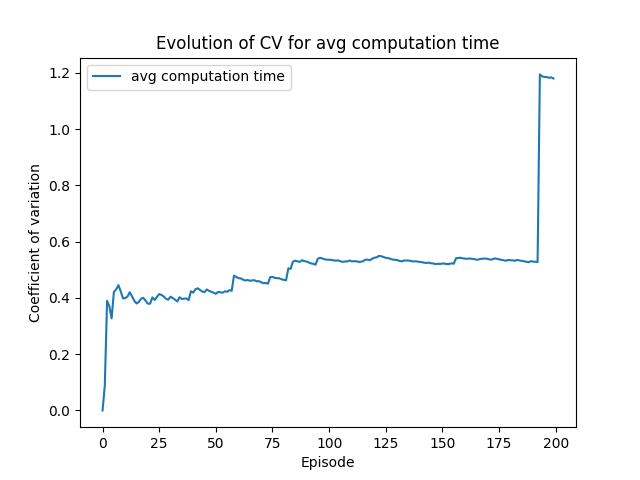 Evolution of CV for avg computation time
avg computation time
1.2
1.0
0.8
0.6
0.4
0.2
0.0
Coefficient of variation
0 25 50 75 100 125 150 175 200
Episode